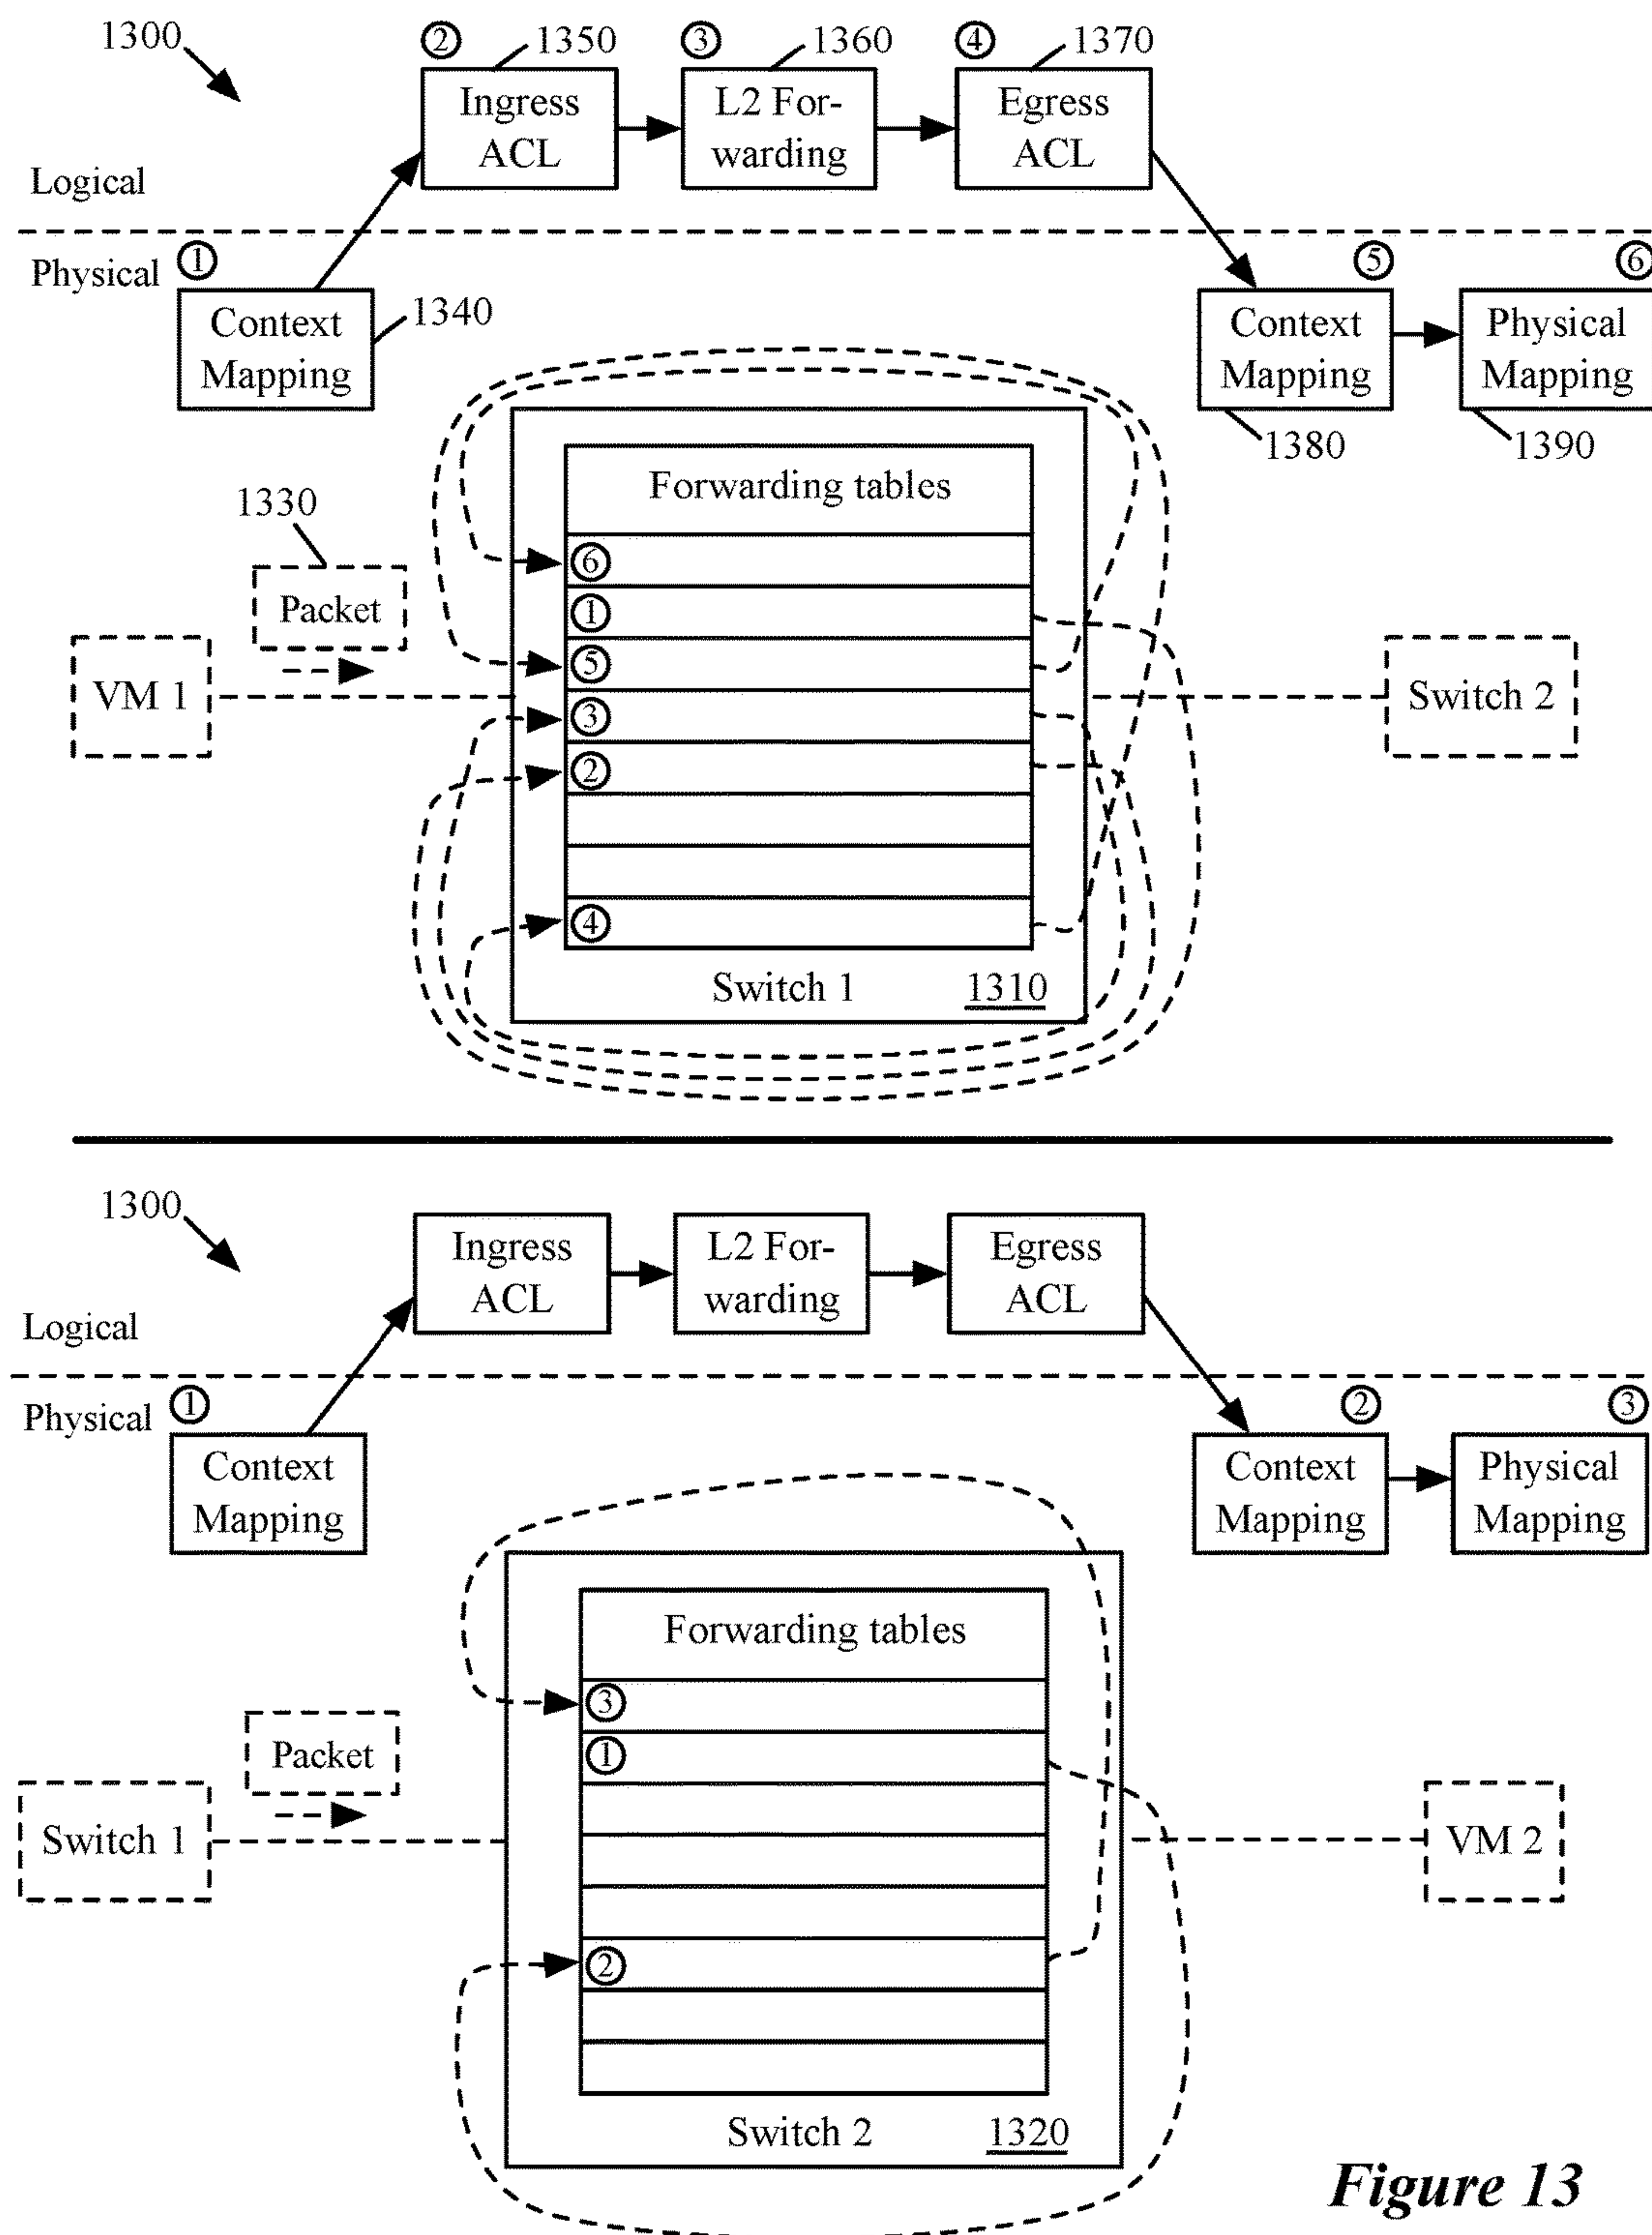 1300
② 1350 ③ 1360 ④ 1370
Ingress
ACL
L2 For-
warding
Egress
ACL
Logical
Physical
①
Context
Mapping
1340
⑤
⑥
Context
Mapping
1380
Physical
Mapping
1390
1330
Packet
VM 1
Forwarding tables
⑥
①
⑤
③
②
④
Switch 1 1310
Switch 2
1300
Ingress
ACL
L2 For-
warding
Egress
ACL
Logical
Physical
①
Context
Mapping
②
③
Context
Mapping
Physical
Mapping
Packet
Switch 1
Forwarding tables
③
①
②
Switch 2 1320
VM 2
Figure 13